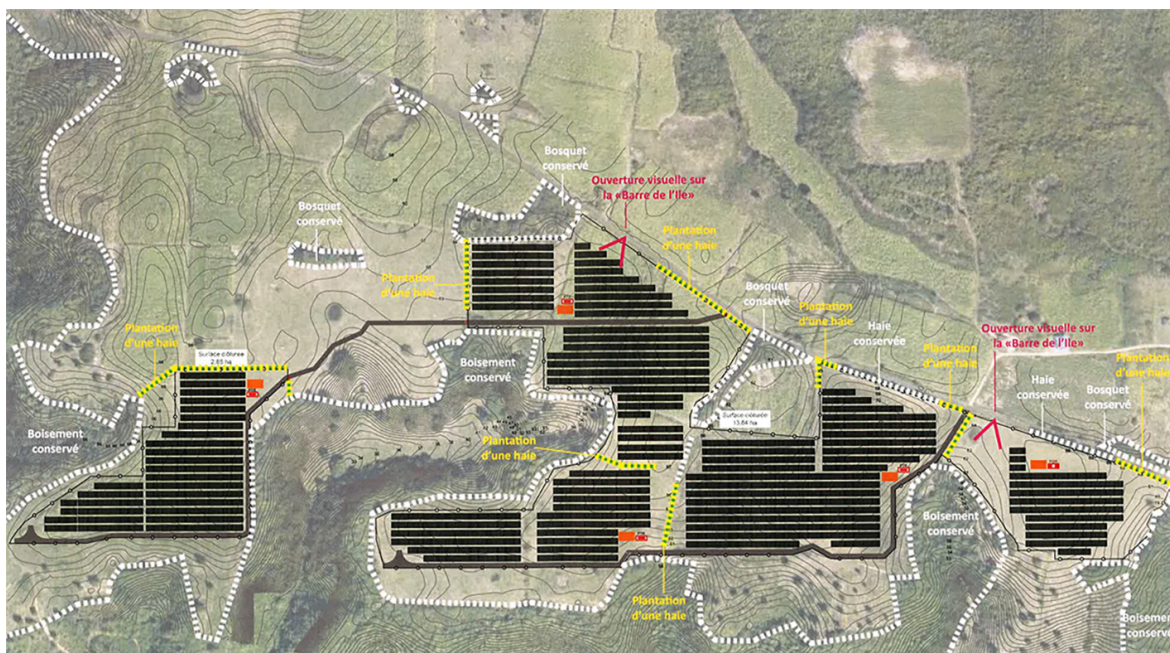 Bosquet
conservé
Ouverture visuelle sur
la «Barre de l'Ile»
Bosquet
conservé
Plantation
d'une haie
Plantation
d'une haie
Bosquet
conservé
Plantation
d'une haie
Plantation
d'une haie
Haie
conservée
Ouverture visuelle sur
la «Barre de l'Ile»
Surface clôturée
2.85 ha
Boisement
conservé
Plantation
d'une haie
Plantation
d'une haie
Haie
conservée
Bosquet
conservé
Surface clôturée
13.64 ha
Boisement
conservé
Plantation
d'une haie
Boisement
conservé
Plantation
d'une haie
Boisement
conservé